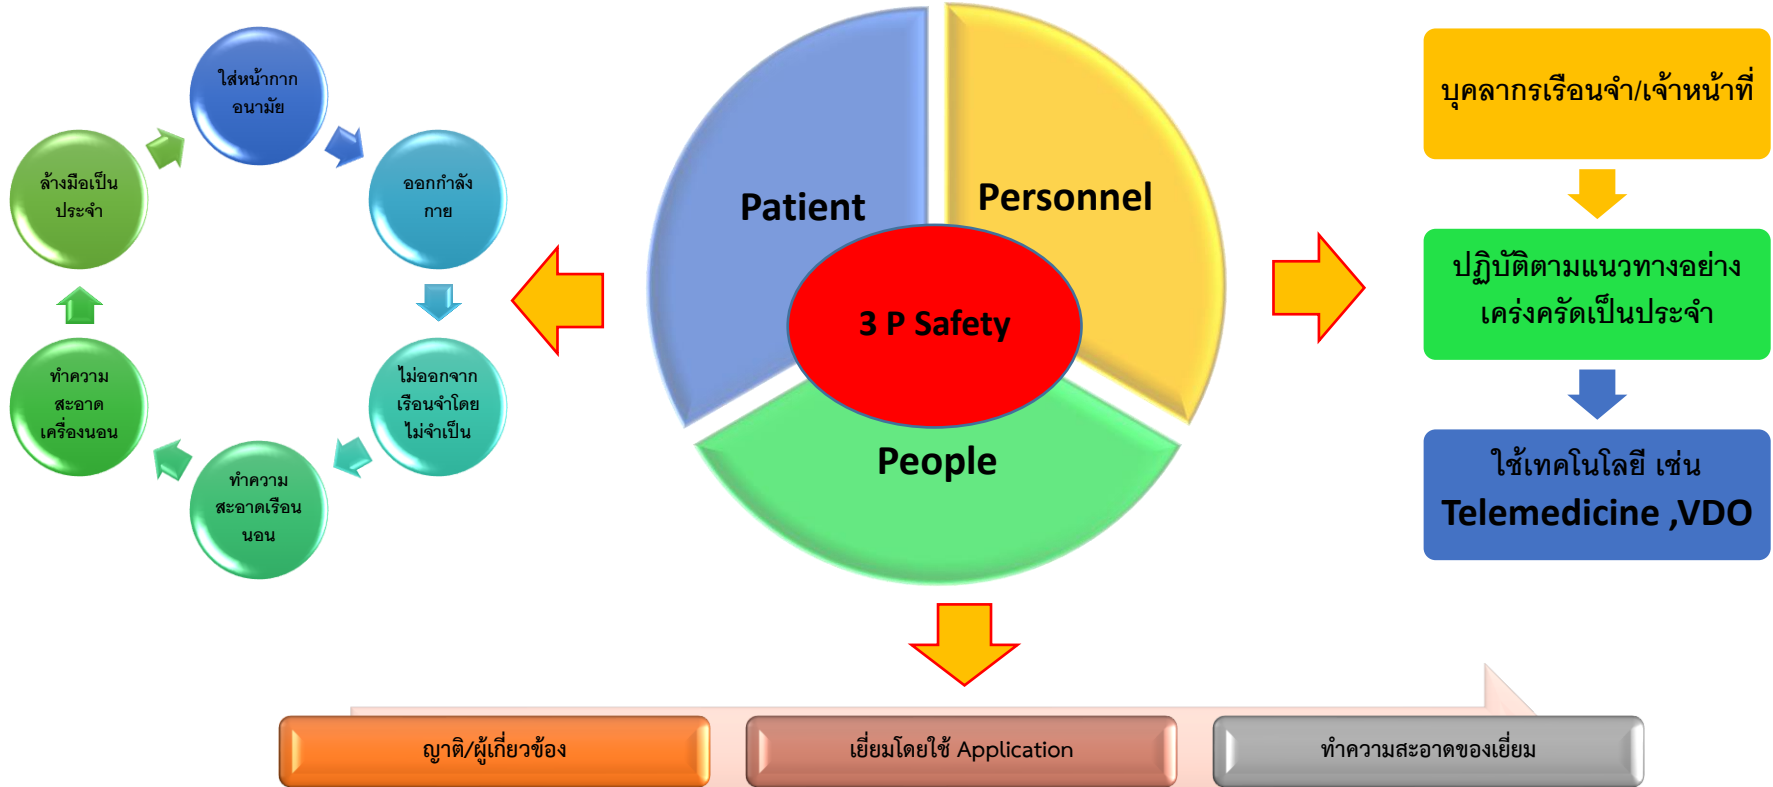 ใส่หน้ากาก
อนามัย
ออกกำลัง
กาย
ไม่ออกจาก
เรือนจำโดย
ไม่จำเป็น
ทำความ
สะอาดเรือน
นอน
ทำความ
สะอาด
เครื่องนอน
ล้างมือเป็น
ประจำ
Patient
Personnel
3 P Safety
People
บุคลากรเรือนจำ/เจ้าหน้าที่
ปฏิบัติตามแนวทางอย่าง
เคร่งครัดเป็นประจำ
ใช้เทคโนโลยี เช่น
Telemedicine ,VDO
ญาติ/ผู้เกี่ยวข้อง
เยี่ยมโดยใช้ Application
ทำความสะอาดของเยี่ยม